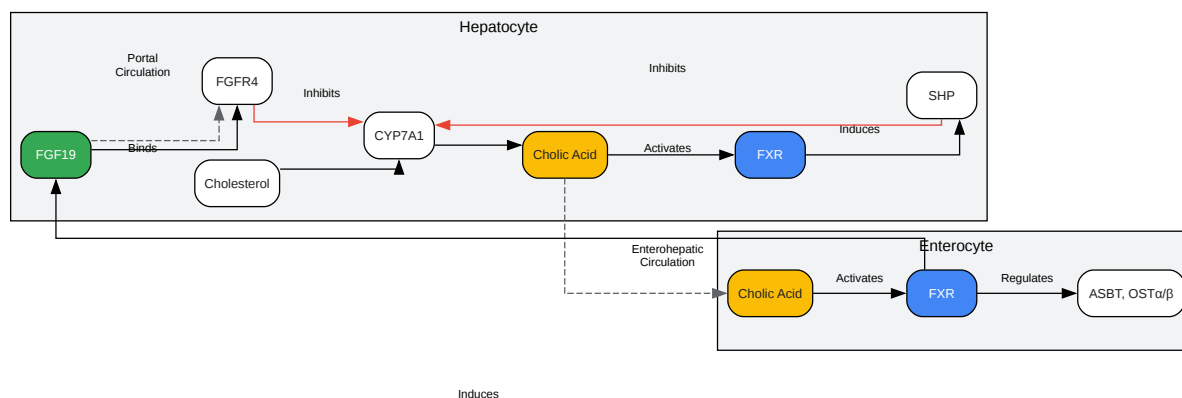 Hepatocyte
Portal
Circulation
FGFR4
Inhibits
Inhibits
SHP
FGF19
Binds
Cholesterol
CYP7A1
Cholic Acid
Activates
FXR
Induces
Enterohepatic
Circulation
Enterocyte
Cholic Acid
Activates
FXR
Regulates
ASBT, OSTα/β
Induces